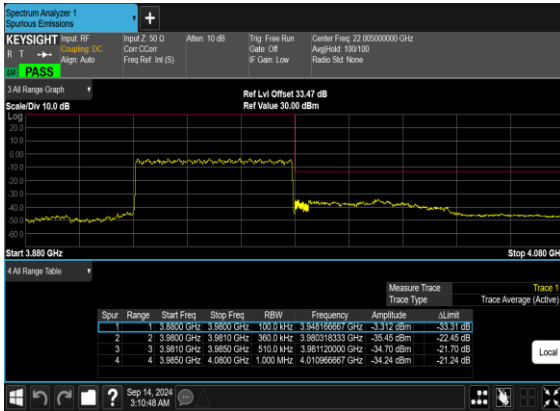 Spectrum Analyzer 1
Spurious Emissions
+
KEYSIGHT Input: RF Input Z: 50 Ω Atten: 10 dB Trig: Free Run Center Freq: 22.005000000 GHz
R T Coupling: DC Corr CCorr Gate: Off Avg|Hold: 100/100
Align: Auto Freq Ref: Int (S) IF Gain: Low Radio Std: None
PASS
3 All Range Graph
Ref Lvl Offset 33.47 dB
Scale/Div 10.0 dB Ref Value 30.00 dBm
Log
20.0
10.0
0.00
-10.0
-20.0
-30.0
-40.0
-50.0
-60.0
Start 3.880 GHz Stop 4.080 GH
4 All Range Table
Measure Trace Trace 1
Trace Type Trace Average (Active)
Spur Range Start Freq Stop Freq RBW Frequency Amplitude ΔLimit
1 1 3.8800 GHz 3.9800 GHz 100.0 kHz 3.948166667 GHz -3.312 dBm -33.31 dB
2 2 3.9800 GHz 3.9810 GHz 360.0 kHz 3.980318333 GHz -35.45 dBm -22.45 dB
3 3 3.9810 GHz 3.9850 GHz 510.0 kHz 3.981120000 GHz -34.70 dBm -21.70 dB
4 4 3.9850 GHz 4.0800 GHz 1.000 MHz 4.010966667 GHz -34.24 dBm -21.24 dB
Local
?
Sep 14, 2024
3:10:48 AM